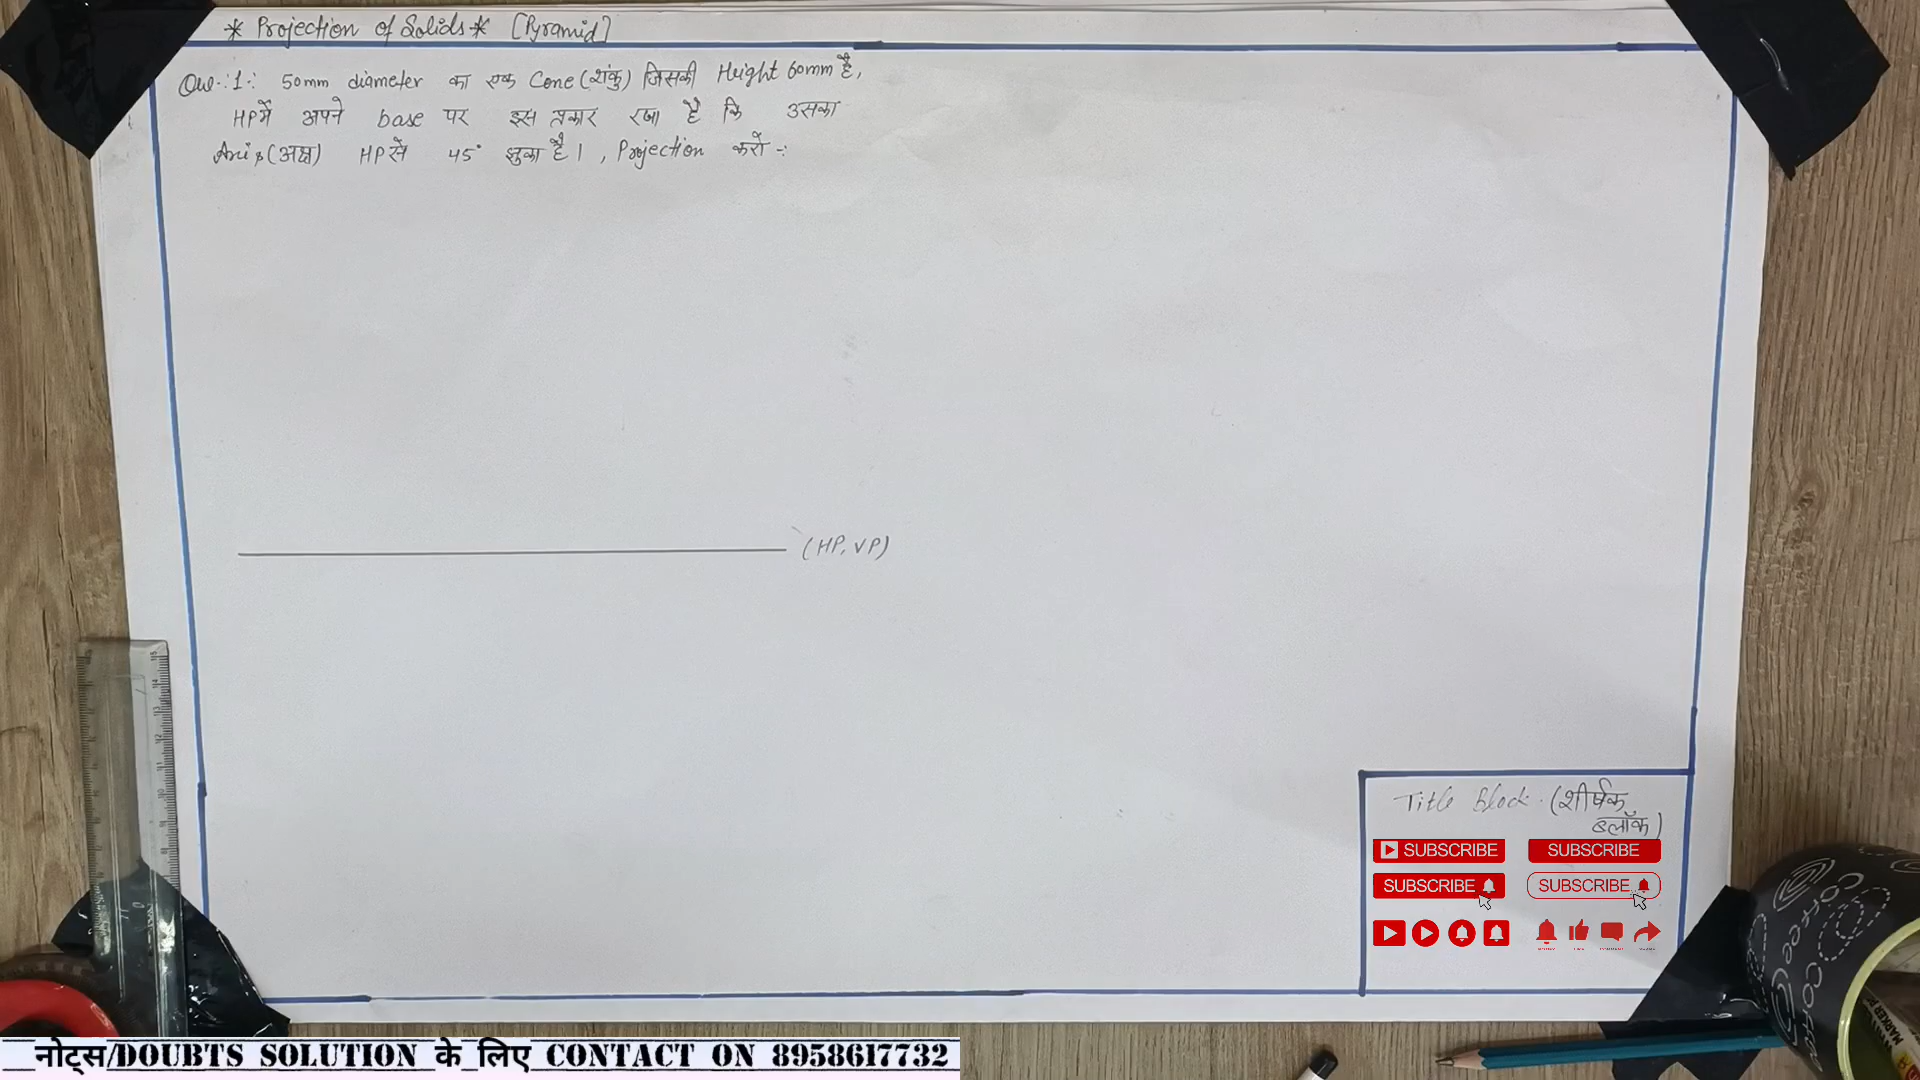 * Projection of Solids * [Pyramid]
Que.:1:- 50mm diameter का एक Cone (शंकु) जिसकी Height 60mm है,
HP में अपने base पर इस प्रकार रखा है कि उसका
Axis (अक्ष) HP से 45° झुका है। , Projection करो -:
(HP, VP)
Title Block (शीर्षक
ब्लॉक)
SUBSCRIBE SUBSCRIBE
SUBSCRIBE SUBSCRIBE
नोट्स/DOUBTS SOLUTION के लिए CONTACT ON 8958617732